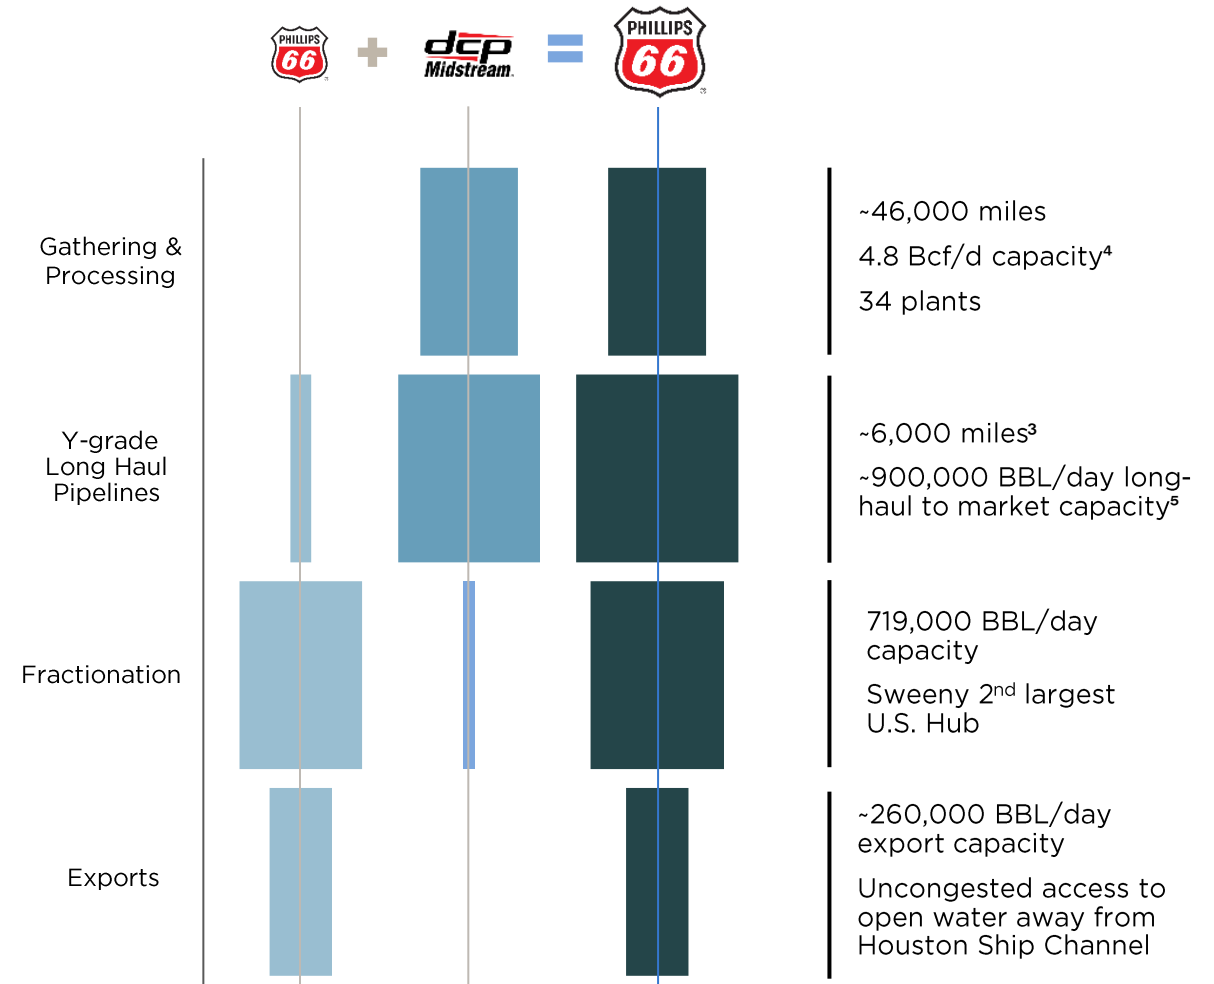 PHILLIPS
66
®
+
dcp
Midstream.
=
PHILLIPS
66
®
Gathering &
Processing
~46,000 miles
4.8 Bcf/d capacity⁴
34 plants
Y-grade
Long Haul
Pipelines
~6,000 miles³
~900,000 BBL/day long-
haul to market capacity⁵
Fractionation
719,000 BBL/day
capacity
Sweeny 2nd largest
U.S. Hub
Exports
~260,000 BBL/day
export capacity
Uncongested access to
open water away from
Houston Ship Channel